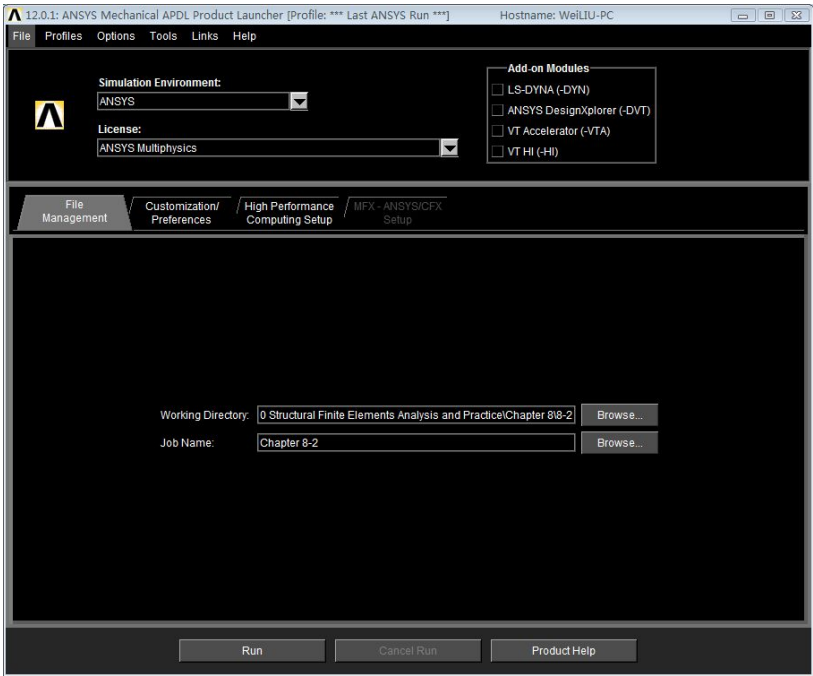 12.0.1: ANSYS Mechanical APDL Product Launcher [Profile: *** Last ANSYS Run ***] Hostname: WeiLIU-PC
File Profiles Options Tools Links Help
Simulation Environment:
ANSYS
License:
ANSYS Multiphysics
Add-on Modules
LS-DYNA (-DYN)
ANSYS DesignXplorer (-DVT)
VT Accelerator (-VTA)
VT HI (-HI)
File
Management
Customization/
Preferences
High Performance
Computing Setup
MFX - ANSYS/CFX
Setup
Working Directory: 0 Structural Finite Elements Analysis and Practice\Chapter 8\8-2 Browse...
Job Name: Chapter 8-2 Browse...
Run Cancel Run Product Help